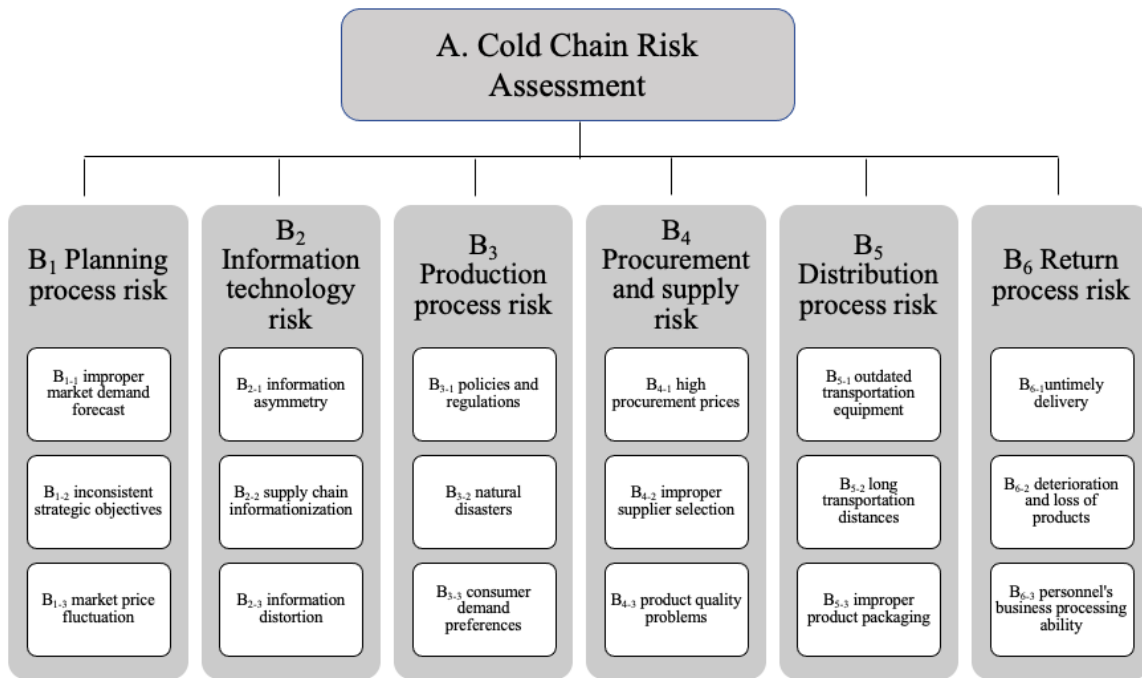 A. Cold Chain Risk
Assessment
B₁ Planning
process risk
B₁₋₁ improper
market demand
forecast
B₁₋₂ inconsistent
strategic objectives
B₁₋₃ market price
fluctuation
B₂
Information
technology
risk
B₂₋₁ information
asymmetry
B₂₋₂ supply chain
informationization
B₂₋₃ information
distortion
B₃
Production
process risk
B₃₋₁ policies and
regulations
B₃₋₂ natural
disasters
B₃₋₃ consumer
demand
preferences
B₄
Procurement
and supply
risk
B₄₋₁ high
procurement prices
B₄₋₂ improper
supplier selection
B₄₋₃ product quality
problems
B₅
Distribution
process risk
B₅₋₁ outdated
transportation
equipment
B₅₋₂ long
transportation
distances
B₅₋₃ improper
product packaging
B₆ Return
process risk
B₆₋₁untimely
delivery
B₆₋₂ deterioration
and loss of
products
B₆₋₃ personnel's
business processing
ability